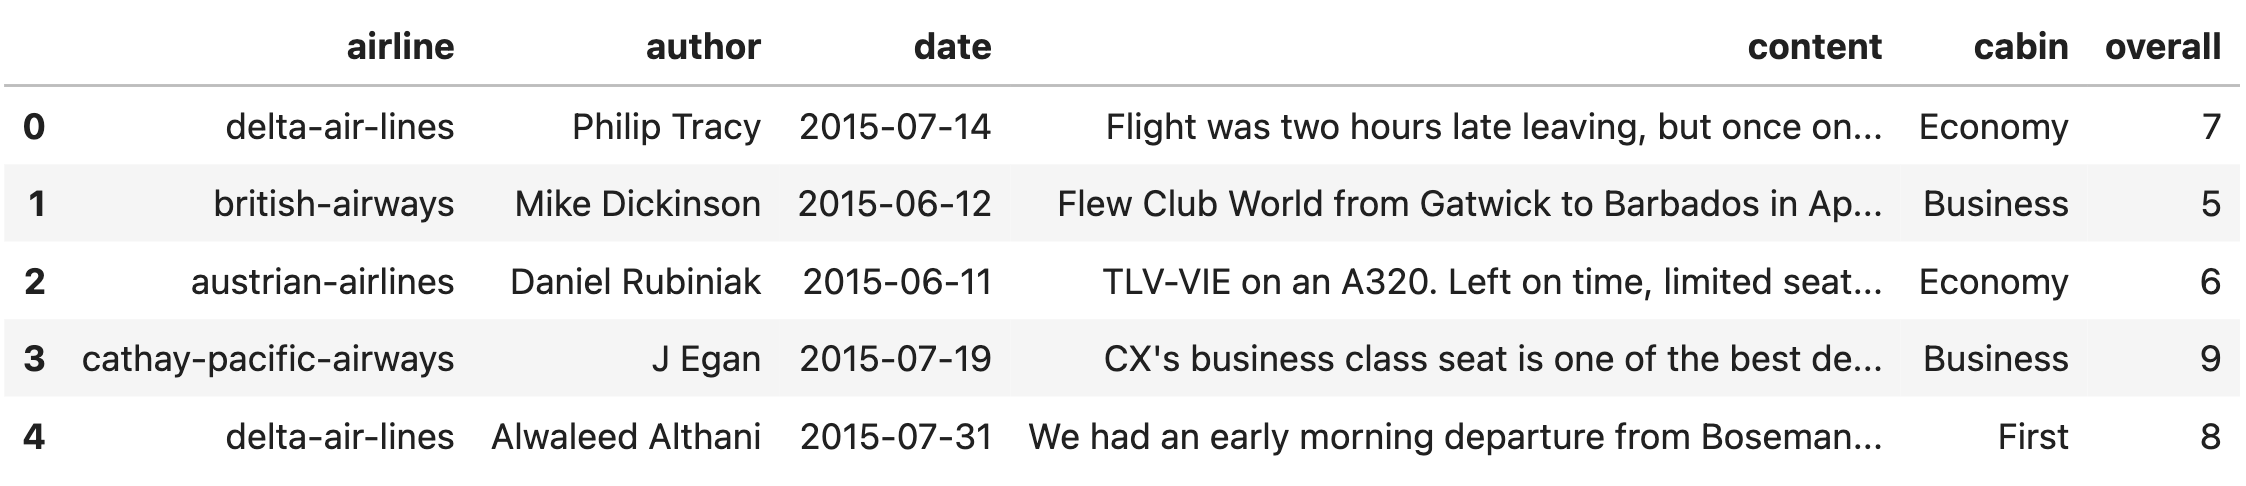 airline author date content cabin overall
0 delta-air-lines Philip Tracy 2015-07-14 Flight was two hours late leaving, but once on... Economy 7
1 british-airways Mike Dickinson 2015-06-12 Flew Club World from Gatwick to Barbados in Ap... Business 5
2 austrian-airlines Daniel Rubiniak 2015-06-11 TLV-VIE on an A320. Left on time, limited seat... Economy 6
3 cathay-pacific-airways J Egan 2015-07-19 CX's business class seat is one of the best de... Business 9
4 delta-air-lines Alwaleed Althani 2015-07-31 We had an early morning departure from Boseman... First 8